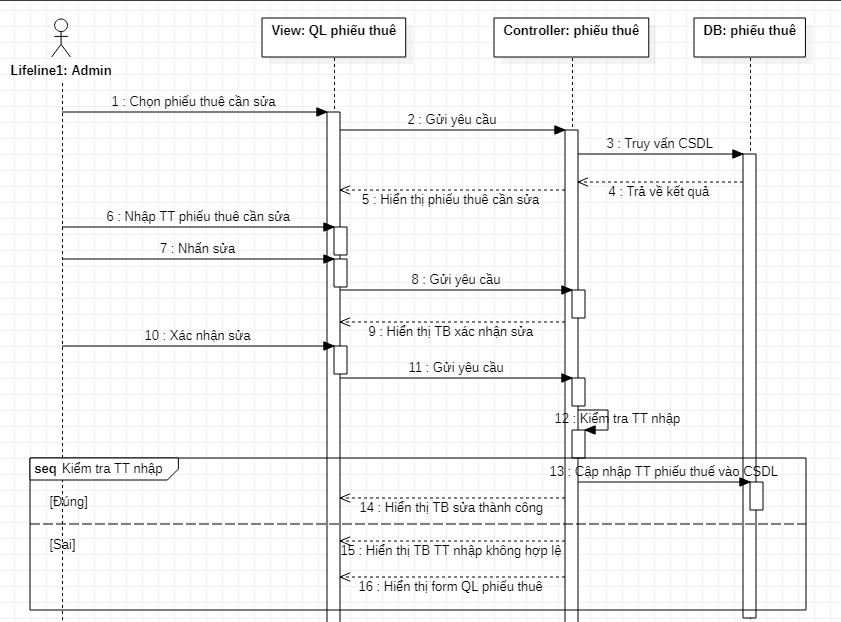 View: QL phiếu thuê
Controller: phiếu thuê
DB: phiếu thuê
Lifeline1: Admin
1 : Chọn phiếu thuê cần sửa
2 : Gửi yêu cầu
3 : Truy vấn CSDL
4 : Trả về kết quả
5 : Hiển thị phiếu thuê cần sửa
6 : Nhập TT phiếu thuê cần sửa
7 : Nhấn sửa
8 : Gửi yêu cầu
9 : Hiển thị TB xác nhận sửa
10 : Xác nhận sửa
11 : Gửi yêu cầu
12 : Kiểm tra TT nhập
seq Kiểm tra TT nhập
13 : Cập nhập TT phiếu thuế vào CSDL
[Đúng]
14 : Hiển thị TB sửa thành công
[Sai]
15 : Hiển thị TB TT nhập không hợp lệ
16 : Hiển thị form QL phiếu thuê